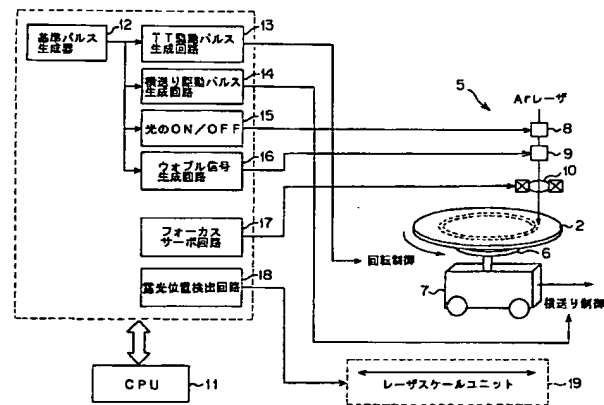 12
基準パルス
生成器
13
TT駆動パルス
生成回路
14
横送り駆動パルス
生成回路
15
光のON/OFF
16
ウォブル信号
生成回路
17
フォーカス
サーボ回路
18
露光位置検出回路
CPU
11
5
Arレーザ
8
9
10
2
6
7
回転制御
横送り制御
レーザスケールユニット
19